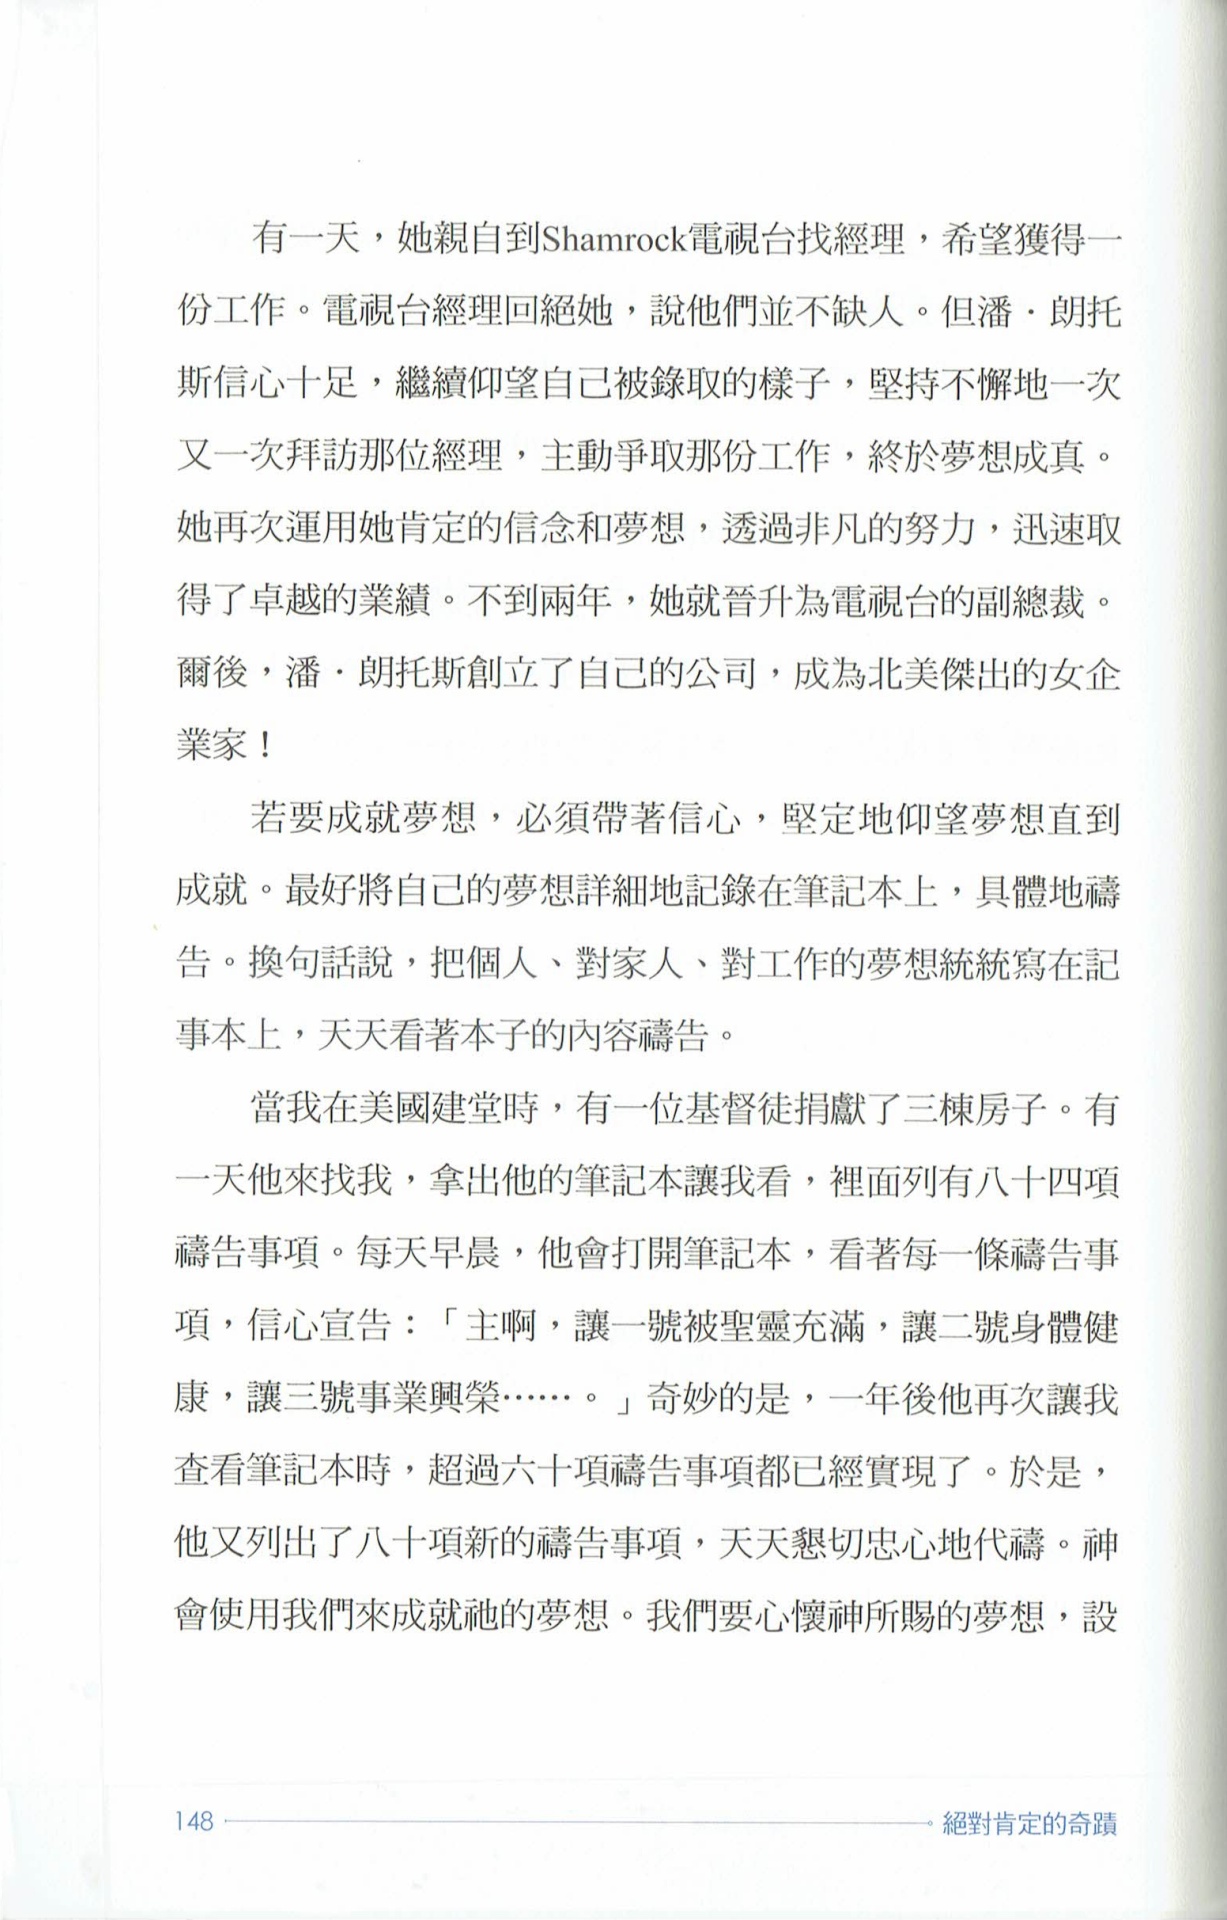 有一天，她親自到Shamrock電視台找經理，希望獲得一
份工作。電視台經理回絕她，說他們並不缺人。但潘·朗托
斯信心十足，繼續仰望自己被錄取的樣子，堅持不懈地一次
又一次拜訪那位經理，主動爭取那份工作，終於夢想成真。
她再次運用她肯定的信念和夢想，透過非凡的努力，迅速取
得了卓越的業績。不到兩年，她就晉升為電視台的副總裁。
爾後，潘·朗托斯創立了自己的公司，成為北美傑出的女企
業家！
若要成就夢想，必須帶著信心，堅定地仰望夢想直到
成就。最好將自己的夢想詳細地記錄在筆記本上，具體地禱
告。換句話說，把個人、對家人、對工作的夢想統統寫在記
事本上，天天看著本子的內容禱告。
當我在美國建堂時，有一位基督徒捐獻了三棟房子。有
一天他來找我，拿出他的筆記本讓我看，裡面列有八十四項
禱告事項。每天早晨，他會打開筆記本，看著每一條禱告事
項，信心宣告：「主啊，讓一號被聖靈充滿，讓二號身體健
康，讓三號事業興榮……。」奇妙的是，一年後他再次讓我
查看筆記本時，超過六十項禱告事項都已經實現了。於是，
他又列出了八十項新的禱告事項，天天懇切忠心地代禱。神
會使用我們來成就祂的夢想。我們要心懷神所賜的夢想，設
148 絕對肯定的奇蹟